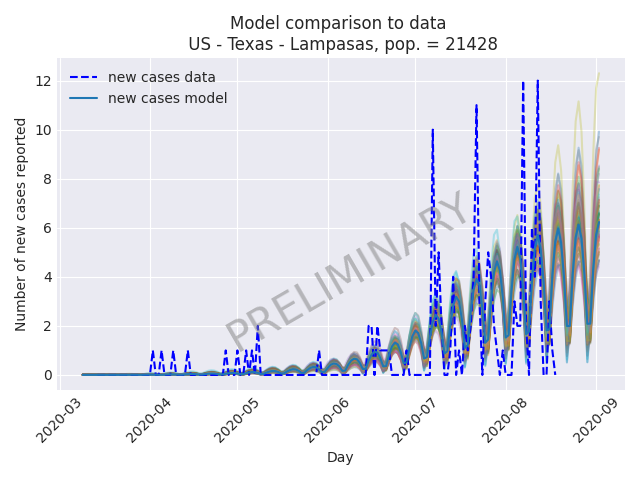 Model comparison to data
US - Texas - Lampasas, pop. = 21428
new cases data
new cases model
Number of new cases reported
12
10
8
6
4
2
0
PRELIMINARY
2020-03
2020-04
2020-05
2020-06
2020-07
2020-08
2020-09
Day